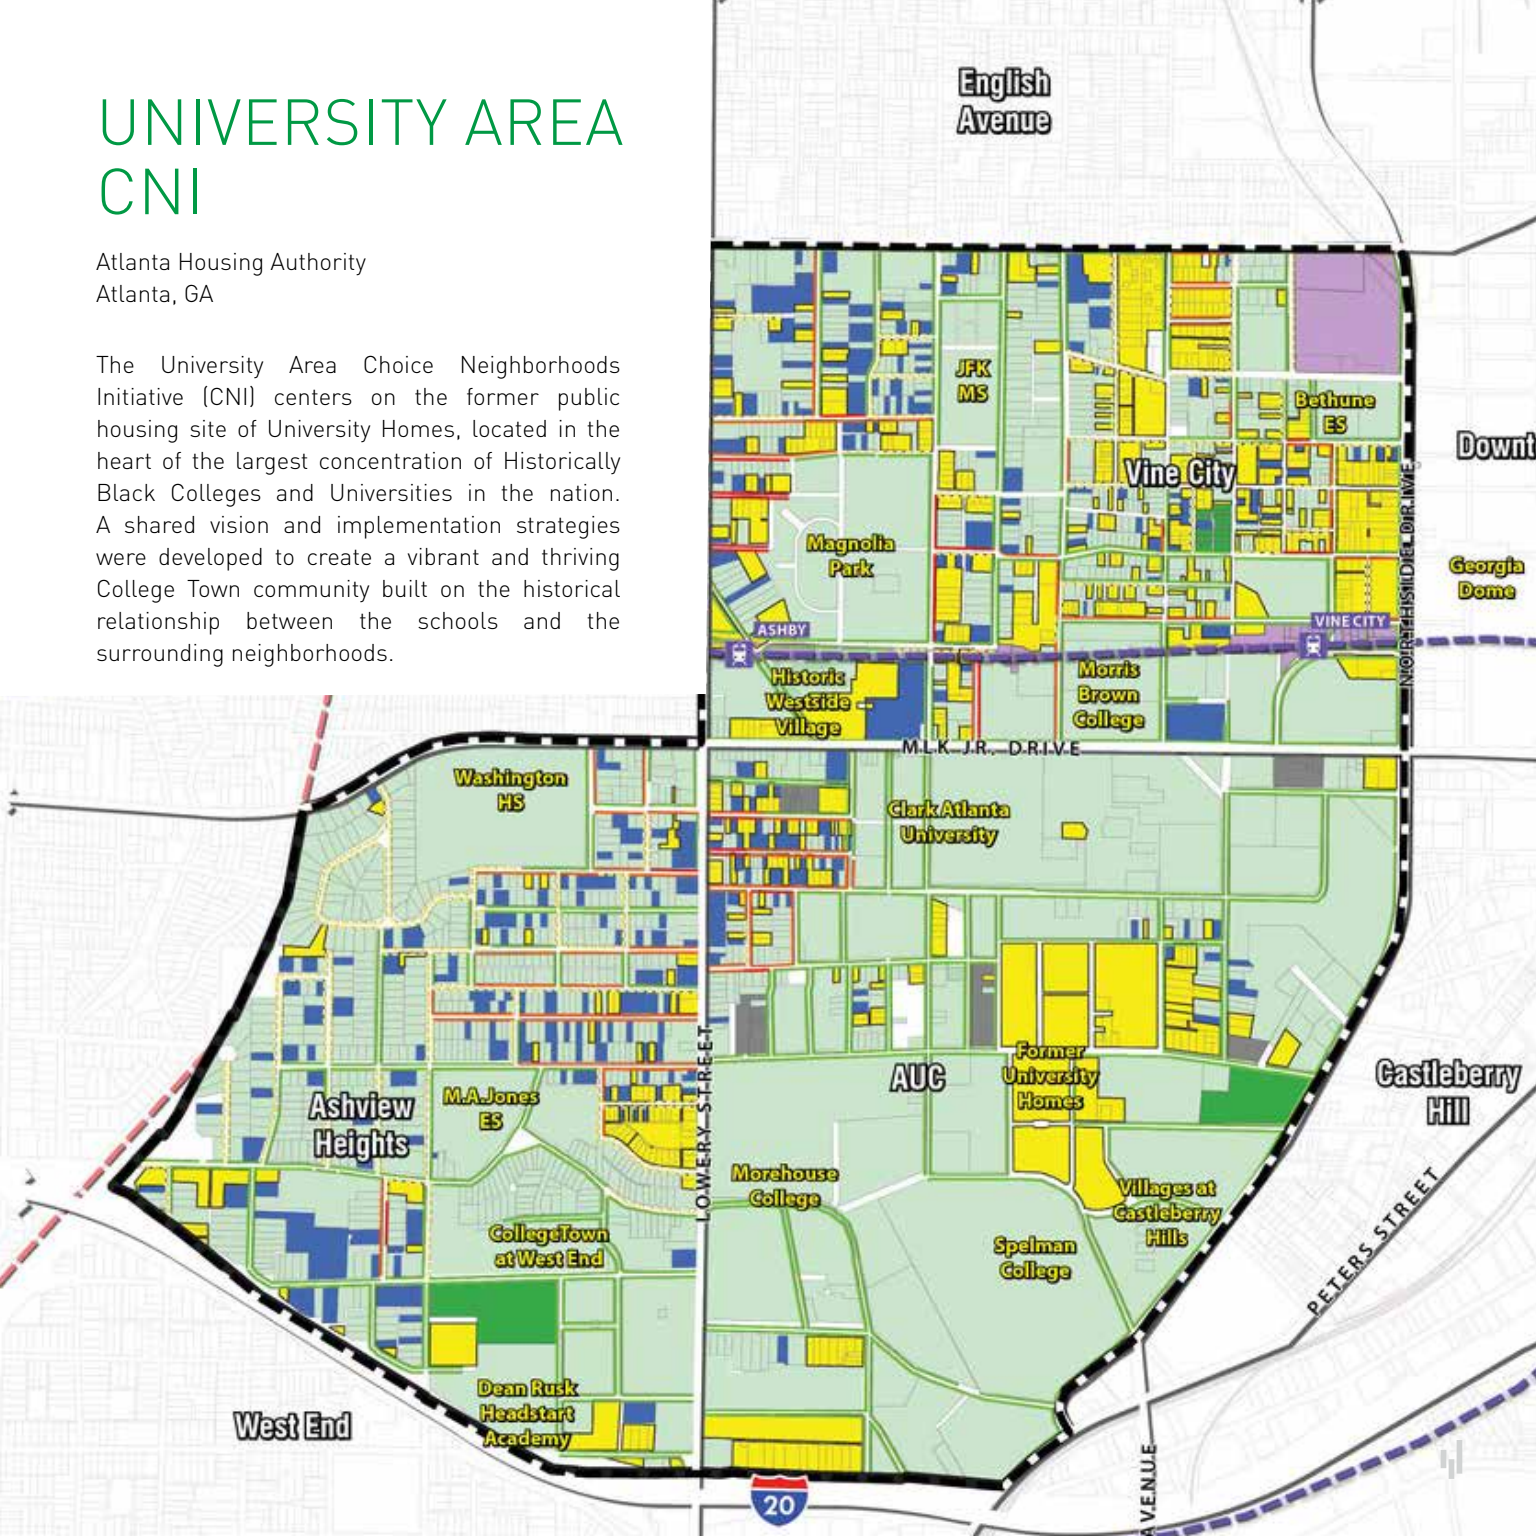 UNIVERSITY AREA
CNI
Atlanta Housing Authority
Atlanta, GA
The University Area Choice Neighborhoods
Initiative (CNI) centers on the former public
housing site of University Homes, located in the
heart of the largest concentration of Historically
Black Colleges and Universities in the nation.
A shared vision and implementation strategies
were developed to create a vibrant and thriving
College Town community built on the historical
relationship between the schools and the
surrounding neighborhoods.
English
Avenue
JFK
MS
Bethune
ES
Vine City
Downt
NORTHSIDE DRIVE
Magnolia
Park
Georgia
Dome
ASHBY
VINE CITY
Historic
Westside
Village
Morris
Brown
College
MLK JR. DRIVE
Washington
HS
Clark Atlanta
University
LOWERY STREET
AUC
Former
University
Homes
Castleberry
Hill
Ashview
Heights
M.A.Jones
ES
Morehouse
College
Villages at
Castleberry
Hills
PETERS STREET
CollegeTown
at West End
Spelman
College
Dean Rusk
Headstart
Academy
West End
20
AVENUE